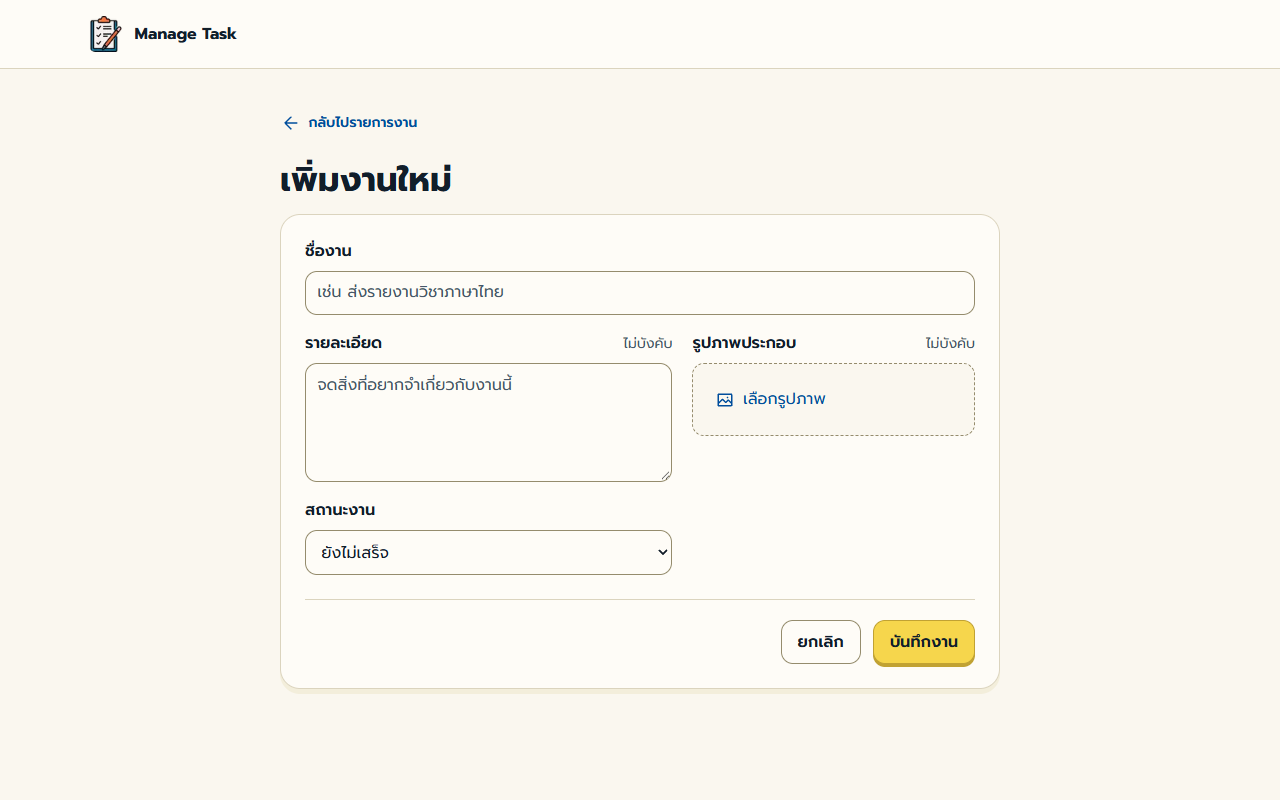 Manage Task
กลับไปรายการงาน
เพิ่มงานใหม่
ชื่องาน
เช่น ส่งรายงานวิชาภาษาไทย
รายละเอียด ไม่บังคับ
จดสิ่งที่อยากจำเกี่ยวกับงานนี้
รูปภาพประกอบ ไม่บังคับ
เลือกรูปภาพ
สถานะงาน
ยังไม่เสร็จ
ยกเลิก บันทึกงาน